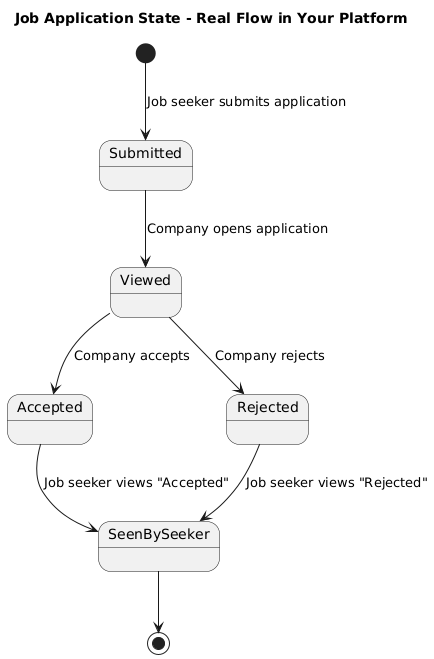 Job Application State - Real Flow in Your Platform
Job seeker submits application
Submitted
Company opens application
Viewed
Company accepts
Company rejects
Accepted
Rejected
Job seeker views "Accepted"
Job seeker views "Rejected"
SeenBySeeker